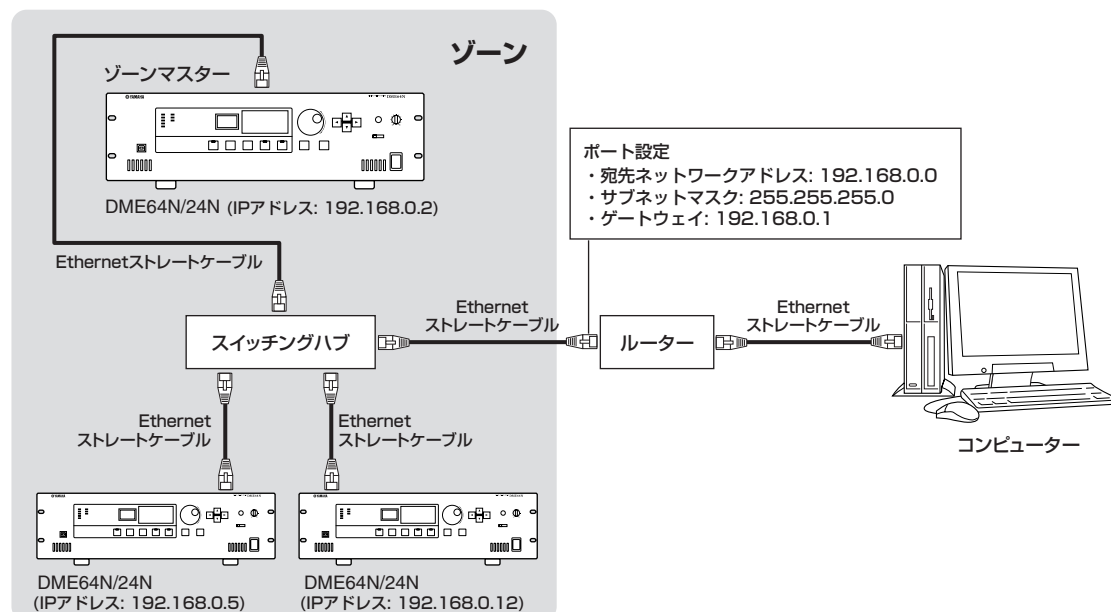 ゾーン
ゾーンマスター
YAMAHA
DME64N/24N (IPアドレス: 192.168.0.2)
ポート設定
・宛先ネットワークアドレス: 192.168.0.0
・サブネットマスク: 255.255.255.0
・ゲートウェイ: 192.168.0.1
Ethernetストレートケーブル
Ethernet
ストレートケーブル
Ethernet
ストレートケーブル
スイッチングハブ
ルーター
Ethernet
ストレートケーブル
Ethernet
ストレートケーブル
コンピューター
YAMAHA
YAMAHA
DME64N/24N
(IPアドレス: 192.168.0.5)
DME64N/24N
(IPアドレス: 192.168.0.12)